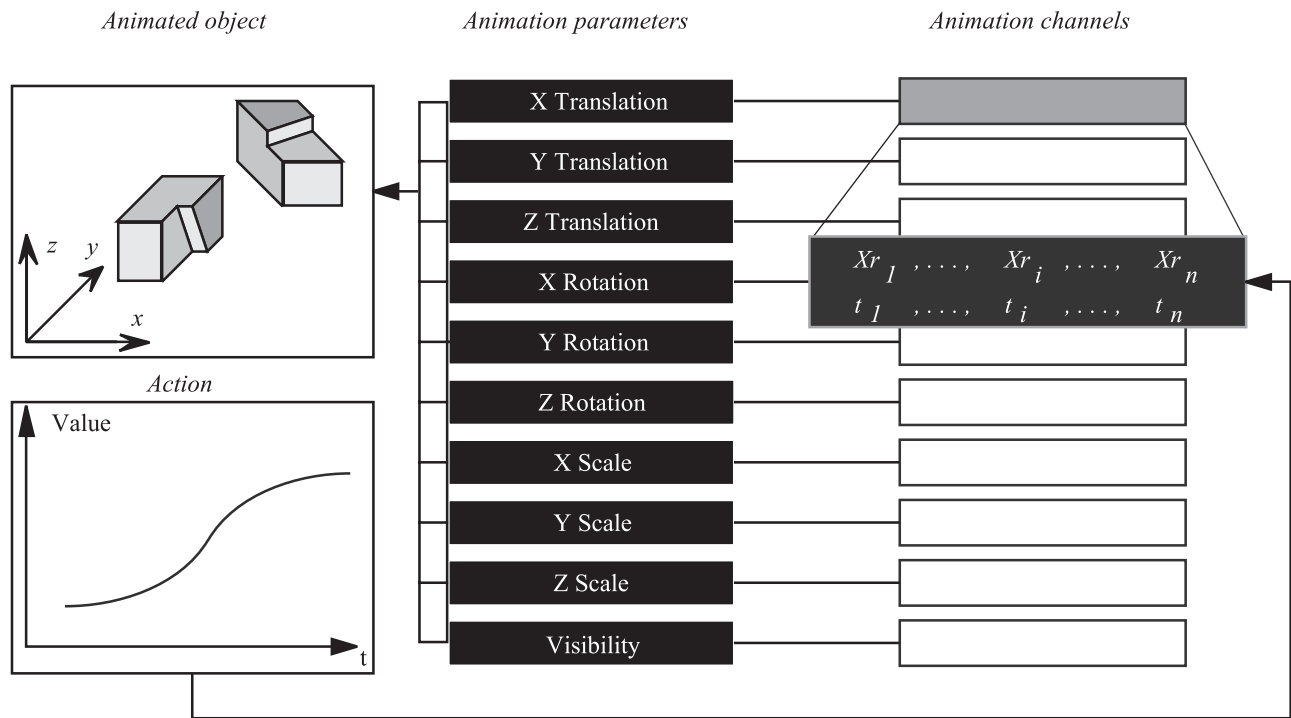 Animated object
Animation parameters
Animation channels
z
y
x
Action
Value
t
X Translation
Y Translation
Z Translation
X Rotation
Y Rotation
Z Rotation
X Scale
Y Scale
Z Scale
Visibility
Xr 1 , . . . , Xr i , . . . , Xr n
t 1 , . . . , t i , . . . , t n